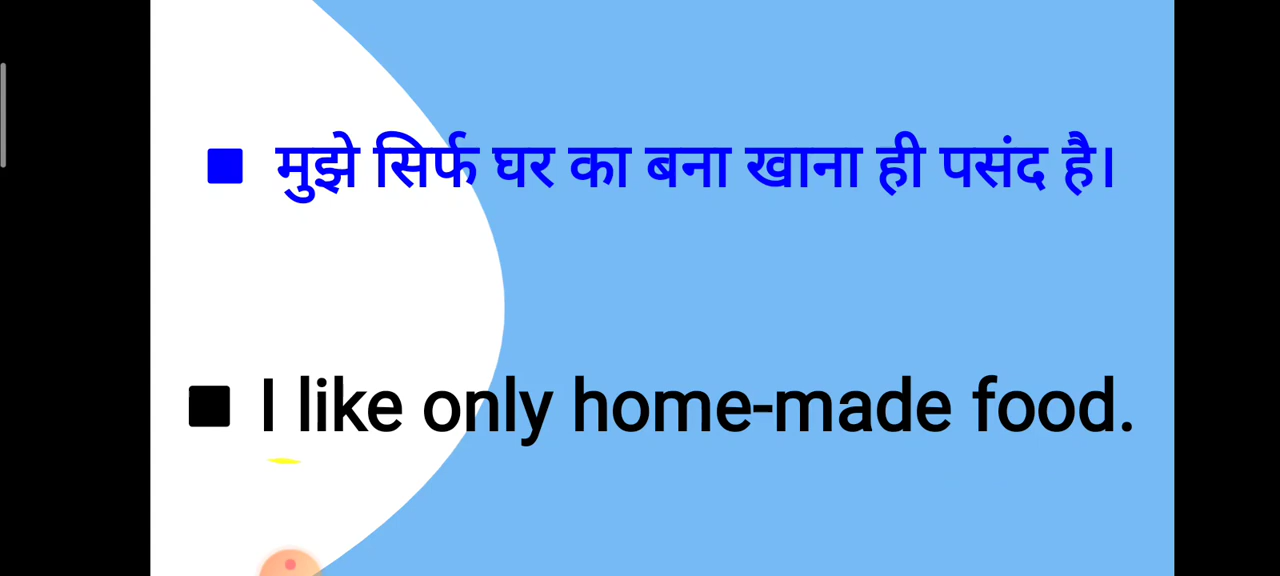 मुझे सिर्फ घर का बना खाना ही पसंद है।
I like only home-made food.